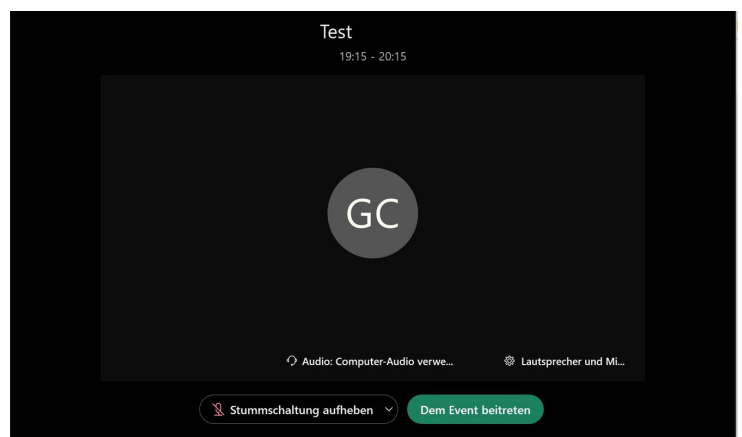 Test
19:15 - 20:15
GC
Audio: Computer-Audio verwe...
Lautsprecher und Mi...
Stummschaltung aufheben
Dem Event beitreten